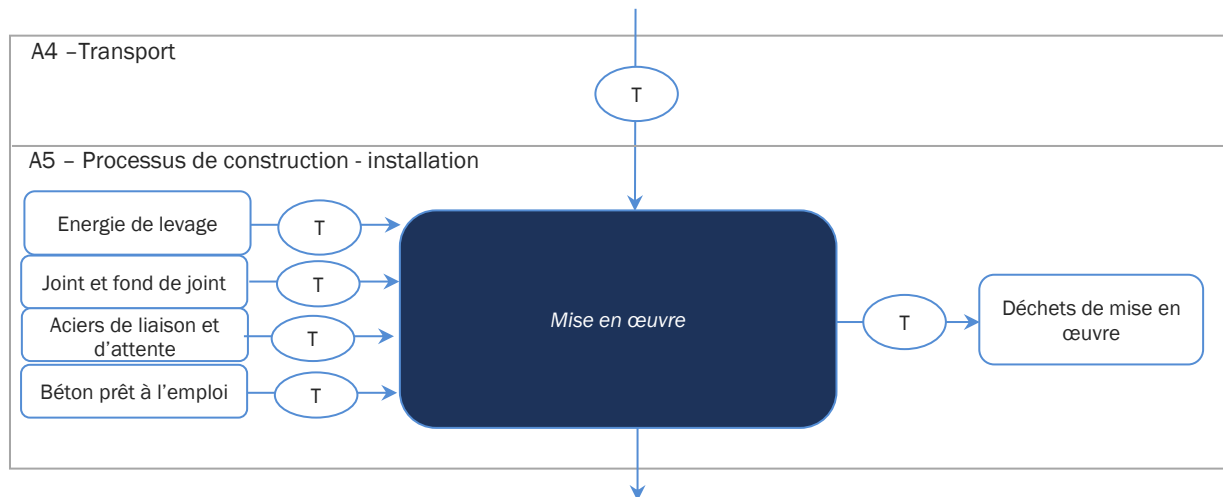 A4 –Transport
T
A5 – Processus de construction - installation
Energie de levage
T
Joint et fond de joint
T
Aciers de liaison et
d’attente
T
Béton prêt à l’emploi
T
Mise en œuvre
T
Déchets de mise en
œuvre